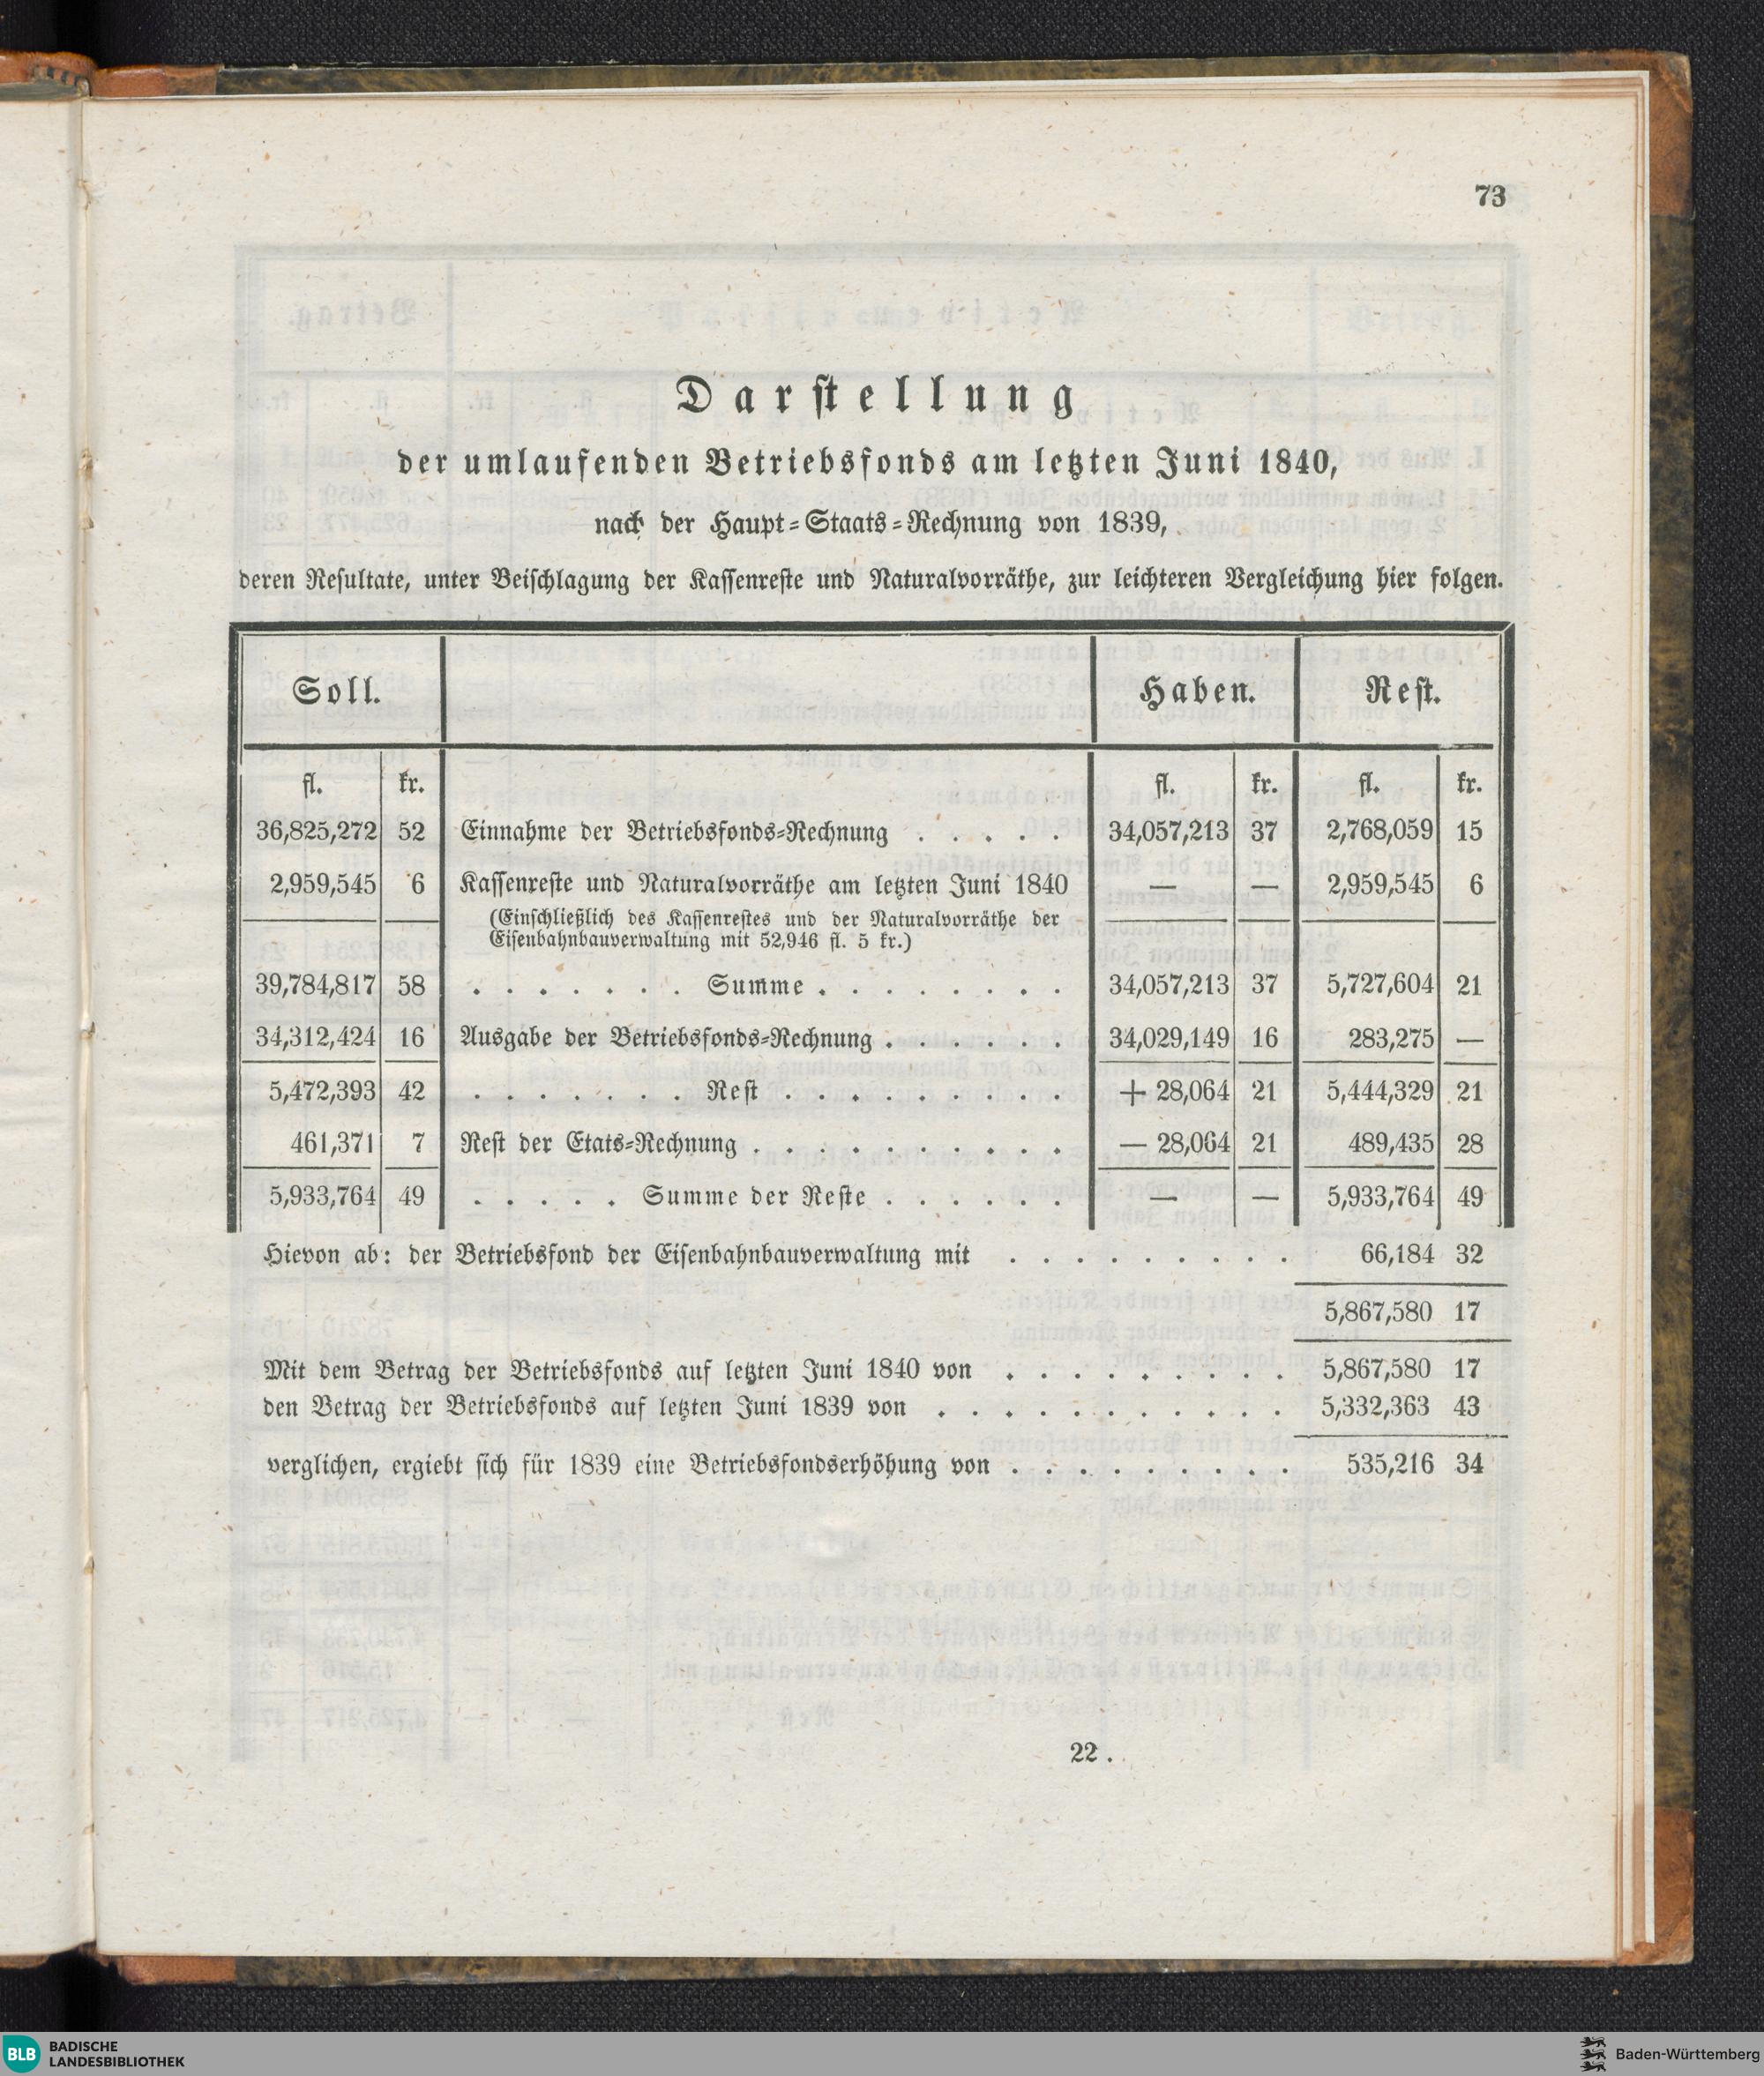 73
Darstellung
der umlaufenden Betriebsfonds am letzten Juni 1840,
nach der Haupt=Staats=Rechnung von 1839,
deren Resultate, unter Beischlagung der Kassenreste und Naturalvorräthe, zur leichteren Vergleichung hier folgen.
Soll. Haben. Rest.
fl. kr. fl. kr. fl. kr.
36,825,272 52 Einnahme der Betriebsfonds=Rechnung . . . . . 34,057,213 37 2,768,059 15
2,959,545 6 Kassenreste und Naturalvorräthe am letzten Juni 1840 — — 2,959,545 6
(Einschließlich des Kassenrestes und der Naturalvorräthe der
Eisenbahnbauverwaltung mit 52,946 fl. 5 kr.)
39,784,817 58 . . . . . . . Summe . . . . . . . . 34,057,213 37 5,727,604 21
34,312,424 16 Ausgabe der Betriebsfonds=Rechnung . . . . . . 34,029,149 16 283,275 —
5,472,393 42 . . . . . . . Rest . . . . . . . . . + 28,064 21 5,444,329 21
461,371 7 Rest der Etats=Rechnung . . . . . . . . . . — 28,064 21 489,435 28
5,933,764 49 . . . . . Summe der Reste . . . . . . — — 5,933,764 49
Hievon ab: der Betriebsfond der Eisenbahnbauverwaltung mit . . . . . . . . . 66,184 32
5,867,580 17
Mit dem Betrag der Betriebsfonds auf letzten Juni 1840 von . . . . . . . . . 5,867,580 17
den Betrag der Betriebsfonds auf letzten Juni 1839 von . . . . . . . . . . . 5,332,363 43
verglichen, ergiebt sich für 1839 eine Betriebsfondserhöhung von . . . . . . . . . 535,216 34
22.
BLB BADISCHE
LANDESBIBLIOTHEK
Baden-Württemberg